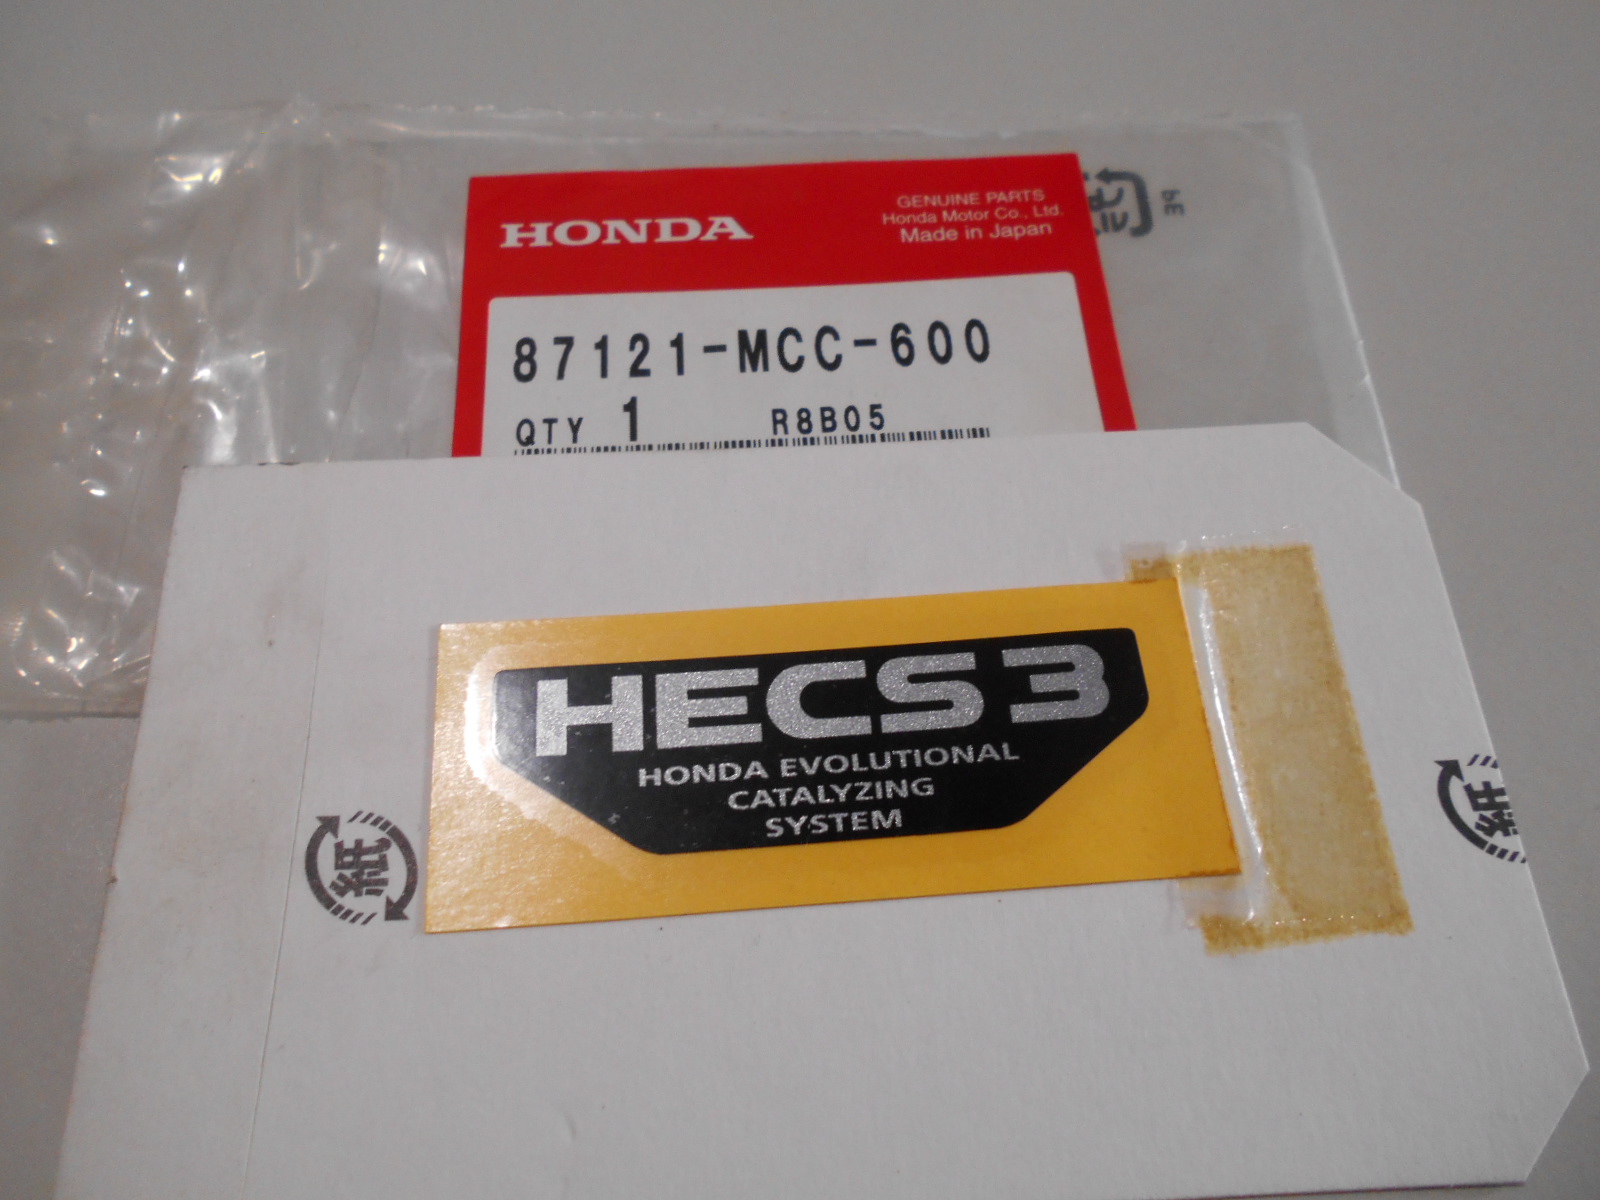 HONDA
GENUINE PARTS
Honda Motor Co., Ltd.
Made in Japan
87121-MCC-600
QTY 1 R8B05
HECS3
HONDA EVOLUTIONAL
CATALYZING
SYSTEM
紙
紙